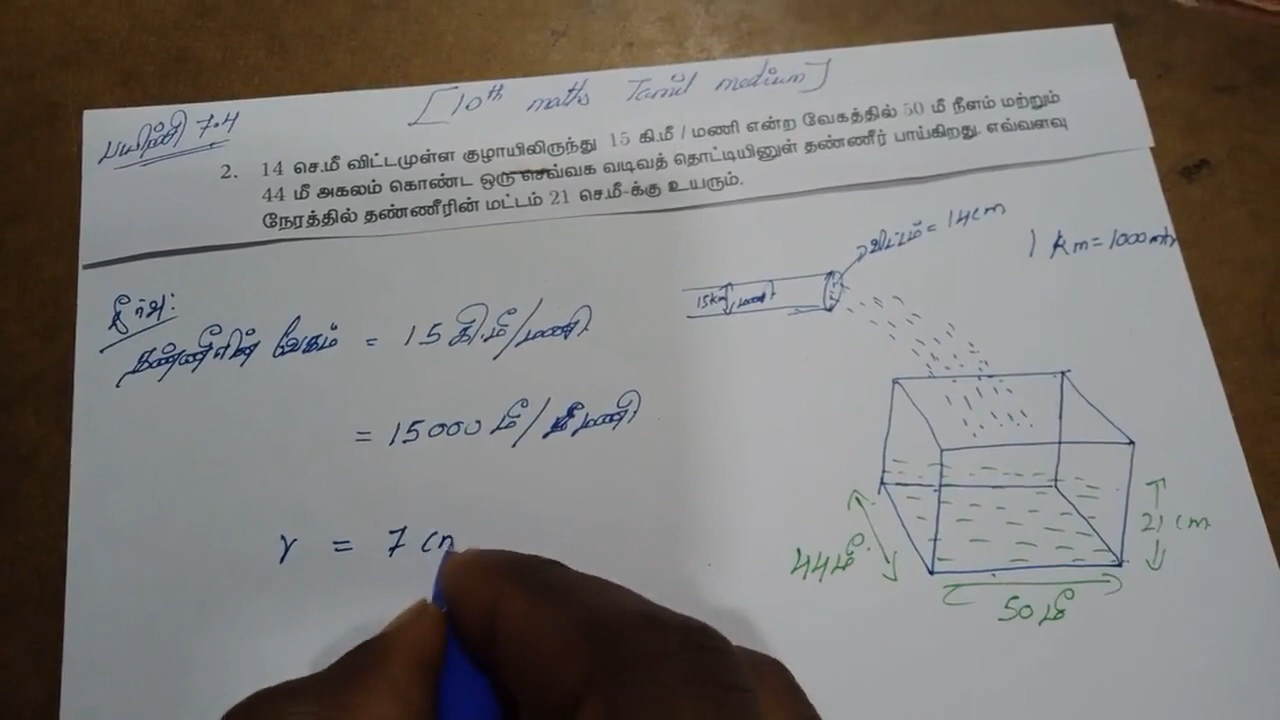 [10th maths Tamil medium]
பயிற்சி 7.4
2. 14 செ.மீ விட்டமுள்ள குழாயிலிருந்து 15 கி.மீ / மணி என்ற வேகத்தில் 50 மீ நீளம் மற்றும்
44 மீ அகலம் கொண்ட ஒரு செவ்வக வடிவத் தொட்டியினுள் தண்ணீர் பாய்கிறது. எவ்வளவு
நேரத்தில் தண்ணீரின் மட்டம் 21 செ.மீ-க்கு உயரும்.
விட்டம் = 14cm
1 km = 1000 mtr
15km/மணி
தீர்வு:
தண்ணீரின் வேகம் = 15 கி.மீ/மணி
= 15000 மீ/மணி
r = 7 cm
21 cm
44மீ.
50மீ